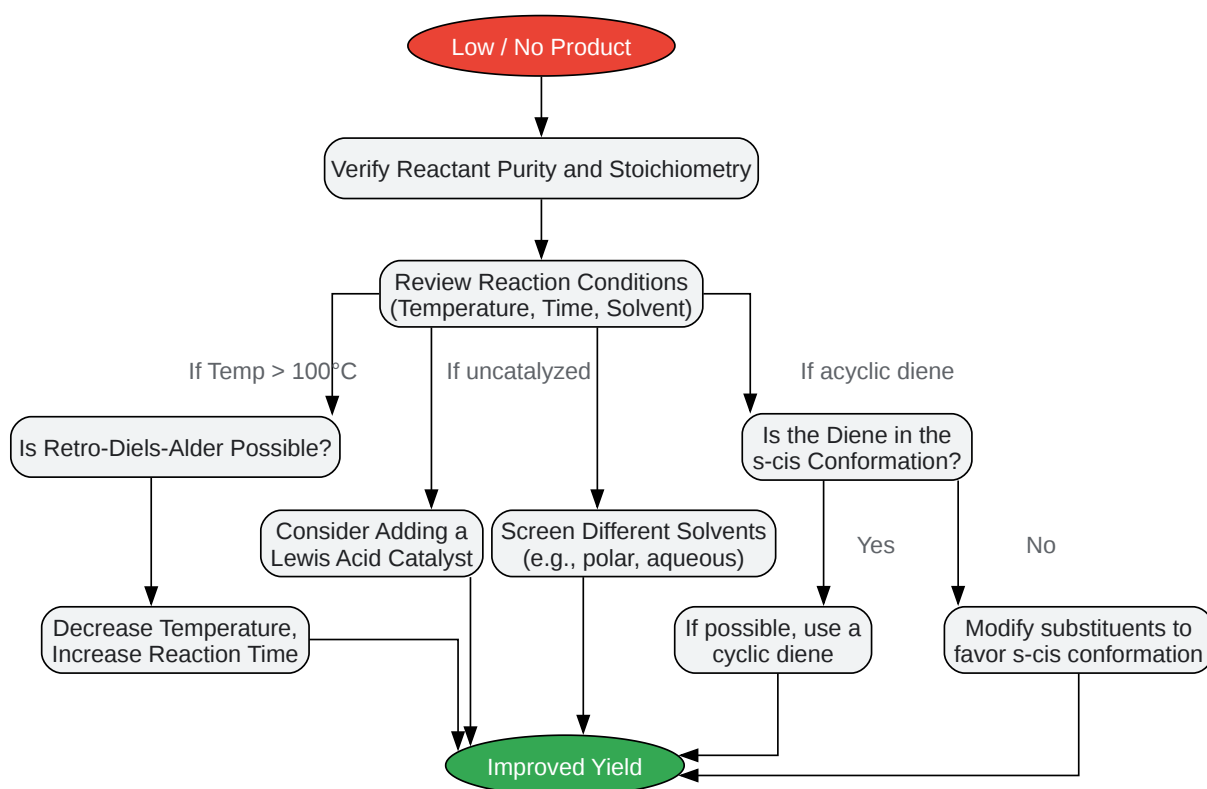 Low / No Product
Verify Reactant Purity and Stoichiometry
Review Reaction Conditions
(Temperature, Time, Solvent)
If Temp > 100°C
If uncatalyzed
If acyclic diene
Is Retro-Diels-Alder Possible?
Is the Diene in the
s-cis Conformation?
Consider Adding a
Lewis Acid Catalyst
Screen Different Solvents
(e.g., polar, aqueous)
Yes
No
Decrease Temperature,
Increase Reaction Time
If possible, use a
cyclic diene
Modify substituents to
favor s-cis conformation
Improved Yield